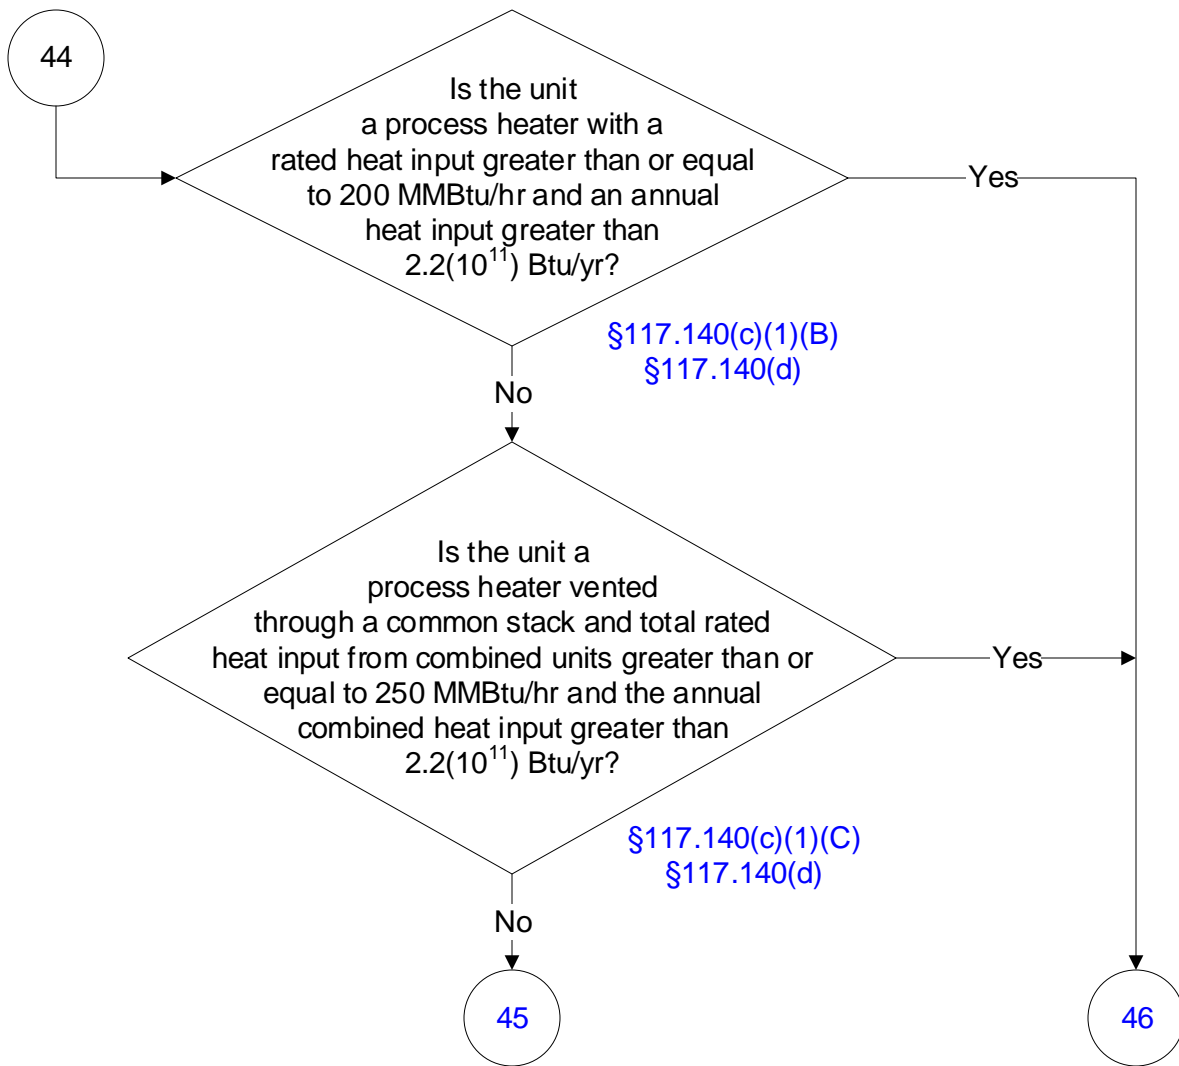 44
Is the unit
a process heater with a
rated heat input greater than or equal
to 200 MMBtu/hr and an annual
heat input greater than
2.2(10¹¹) Btu/yr?
Yes
§117.140(c)(1)(B)
§117.140(d)
No
Is the unit a
process heater vented
through a common stack and total rated
heat input from combined units greater than or
equal to 250 MMBtu/hr and the annual
combined heat input greater than
2.2(10¹¹) Btu/yr?
Yes
§117.140(c)(1)(C)
§117.140(d)
No
45
46